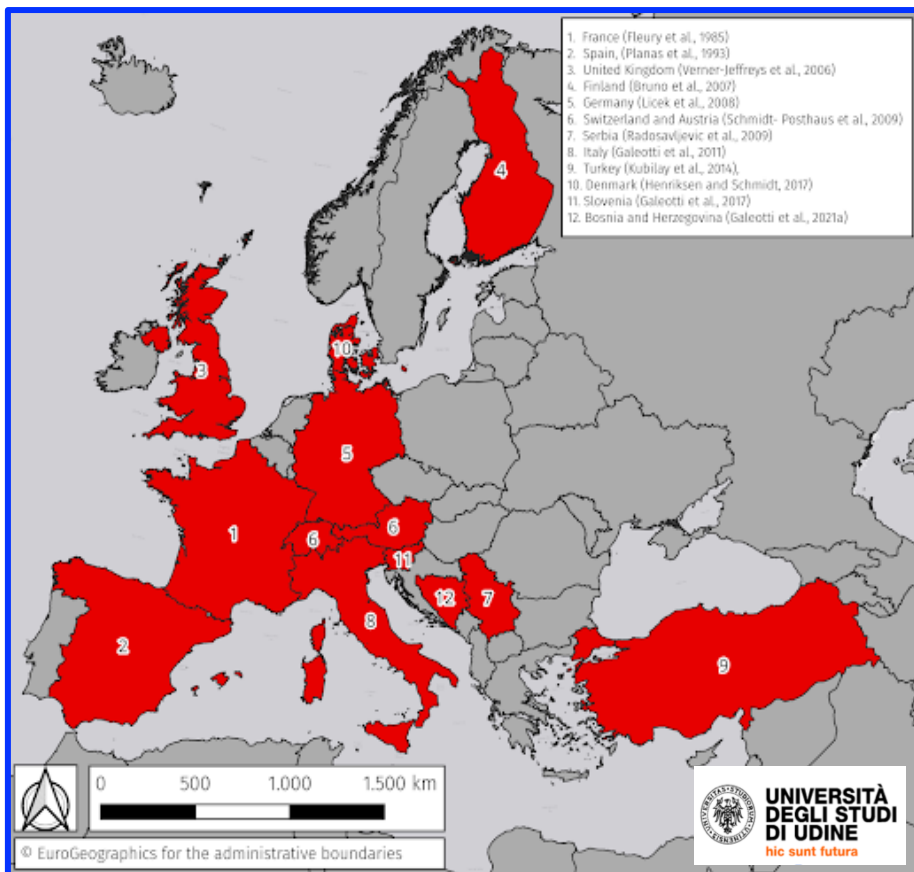 1. France (Fleury et al., 1985)
2. Spain, (Planas et al., 1993)
3. United Kingdom (Verner-Jeffreys et al., 2006)
4. Finland (Bruno et al., 2007)
5. Germany (Licek et al., 2008)
6. Switzerland and Austria (Schmidt- Posthaus et al., 2009)
7. Serbia (Radosavljevic et al., 2009)
8. Italy (Galeotti et al., 2011)
9. Turkey (Kubilay et al., 2014),
10. Denmark (Henriksen and Schmidt, 2017)
11. Slovenia (Galeotti et al., 2017)
12. Bosnia and Herzegovina (Galeotti et al., 2021a)
4
10
3
5
1
6
6
11
12
7
8
2
9
0 500 1.000 1.500 km
© EuroGeographics for the administrative boundaries
UNIVERSITÀ
DEGLI STUDI
DI UDINE
hic sunt futura